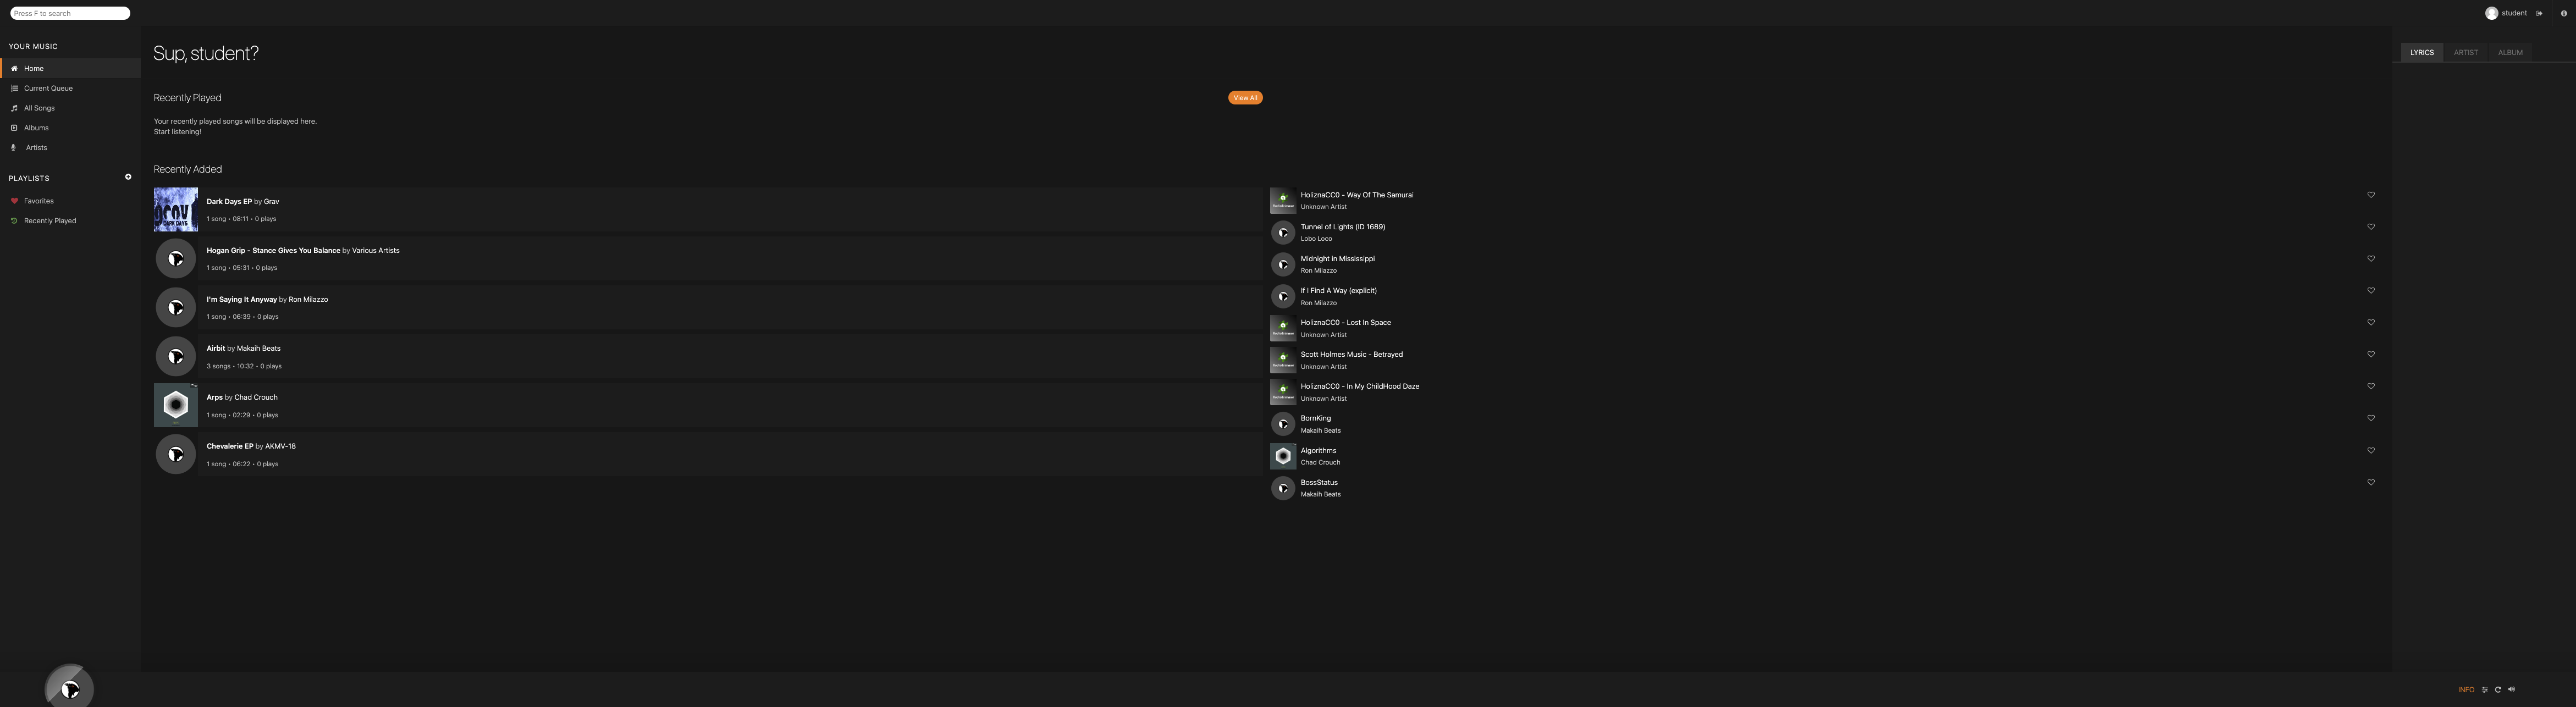 Press F to search
student
YOUR MUSIC
Home
Current Queue
All Songs
Albums
Artists
PLAYLISTS
Favorites
Recently Played
Sup, student?
Recently Played
View All
Your recently played songs will be displayed here.
Start listening!
Recently Added
Dark Days EP by Grav
1 song • 08:11 • 0 plays
Hogan Grip - Stance Gives You Balance by Various Artists
1 song • 05:31 • 0 plays
I'm Saying It Anyway by Ron Milazzo
1 song • 06:39 • 0 plays
Airbit by Makaih Beats
3 songs • 10:32 • 0 plays
Arps by Chad Crouch
1 song • 02:29 • 0 plays
Chevalerie EP by AKMV-18
1 song • 06:22 • 0 plays
HoliznaCC0 - Way Of The Samurai
Unknown Artist
Tunnel of Lights (ID 1689)
Lobo Loco
Midnight in Mississippi
Ron Milazzo
If I Find A Way (explicit)
Ron Milazzo
HoliznaCC0 - Lost In Space
Unknown Artist
Scott Holmes Music - Betrayed
Unknown Artist
HoliznaCC0 - In My ChildHood Daze
Unknown Artist
BornKing
Makaih Beats
Algorithms
Chad Crouch
BossStatus
Makaih Beats
LYRICS
ARTIST
ALBUM
INFO